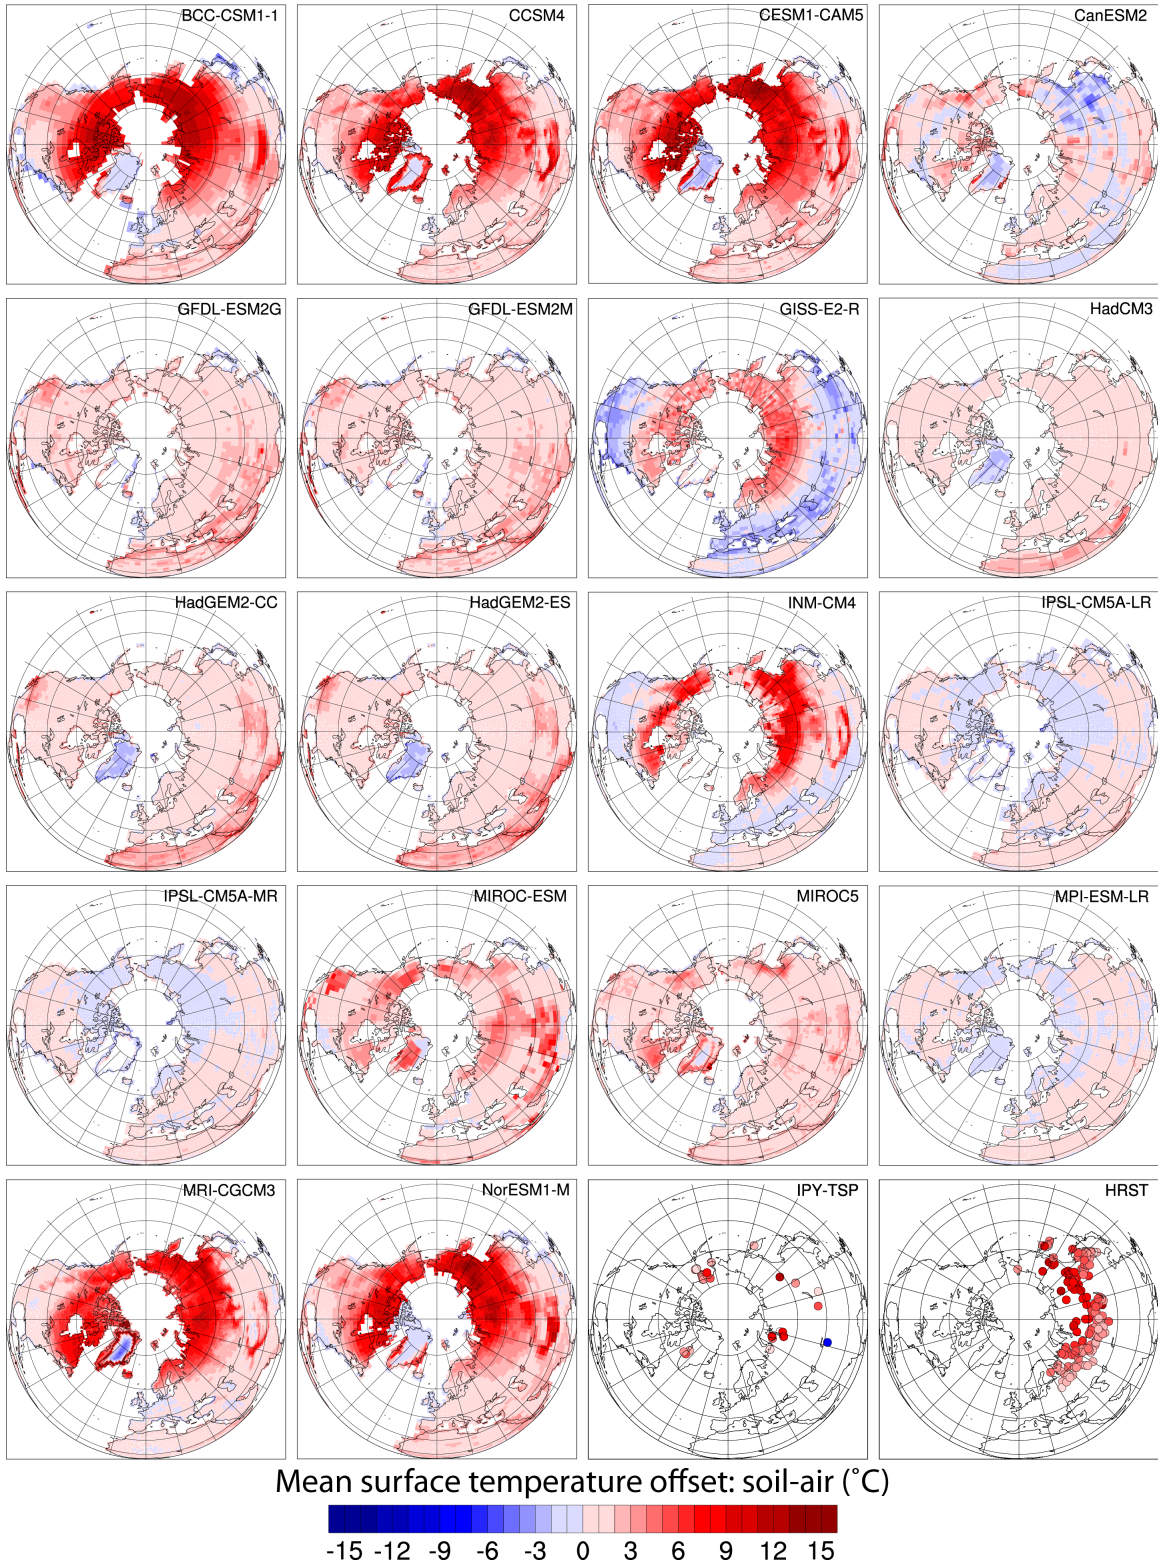 BCC-CSM1-1 CCSM4 CESM1-CAM5 CanESM2
GFDL-ESM2G GFDL-ESM2M GISS-E2-R HadCM3
HadGEM2-CC HadGEM2-ES INM-CM4 IPSL-CM5A-LR
IPSL-CM5A-MR MIROC-ESM MIROC5 MPI-ESM-LR
MRI-CGCM3 NorESM1-M IPY-TSP HRST
Mean surface temperature offset: soil-air (˚C)
-15 -12 -9 -6 -3 0 3 6 9 12 15